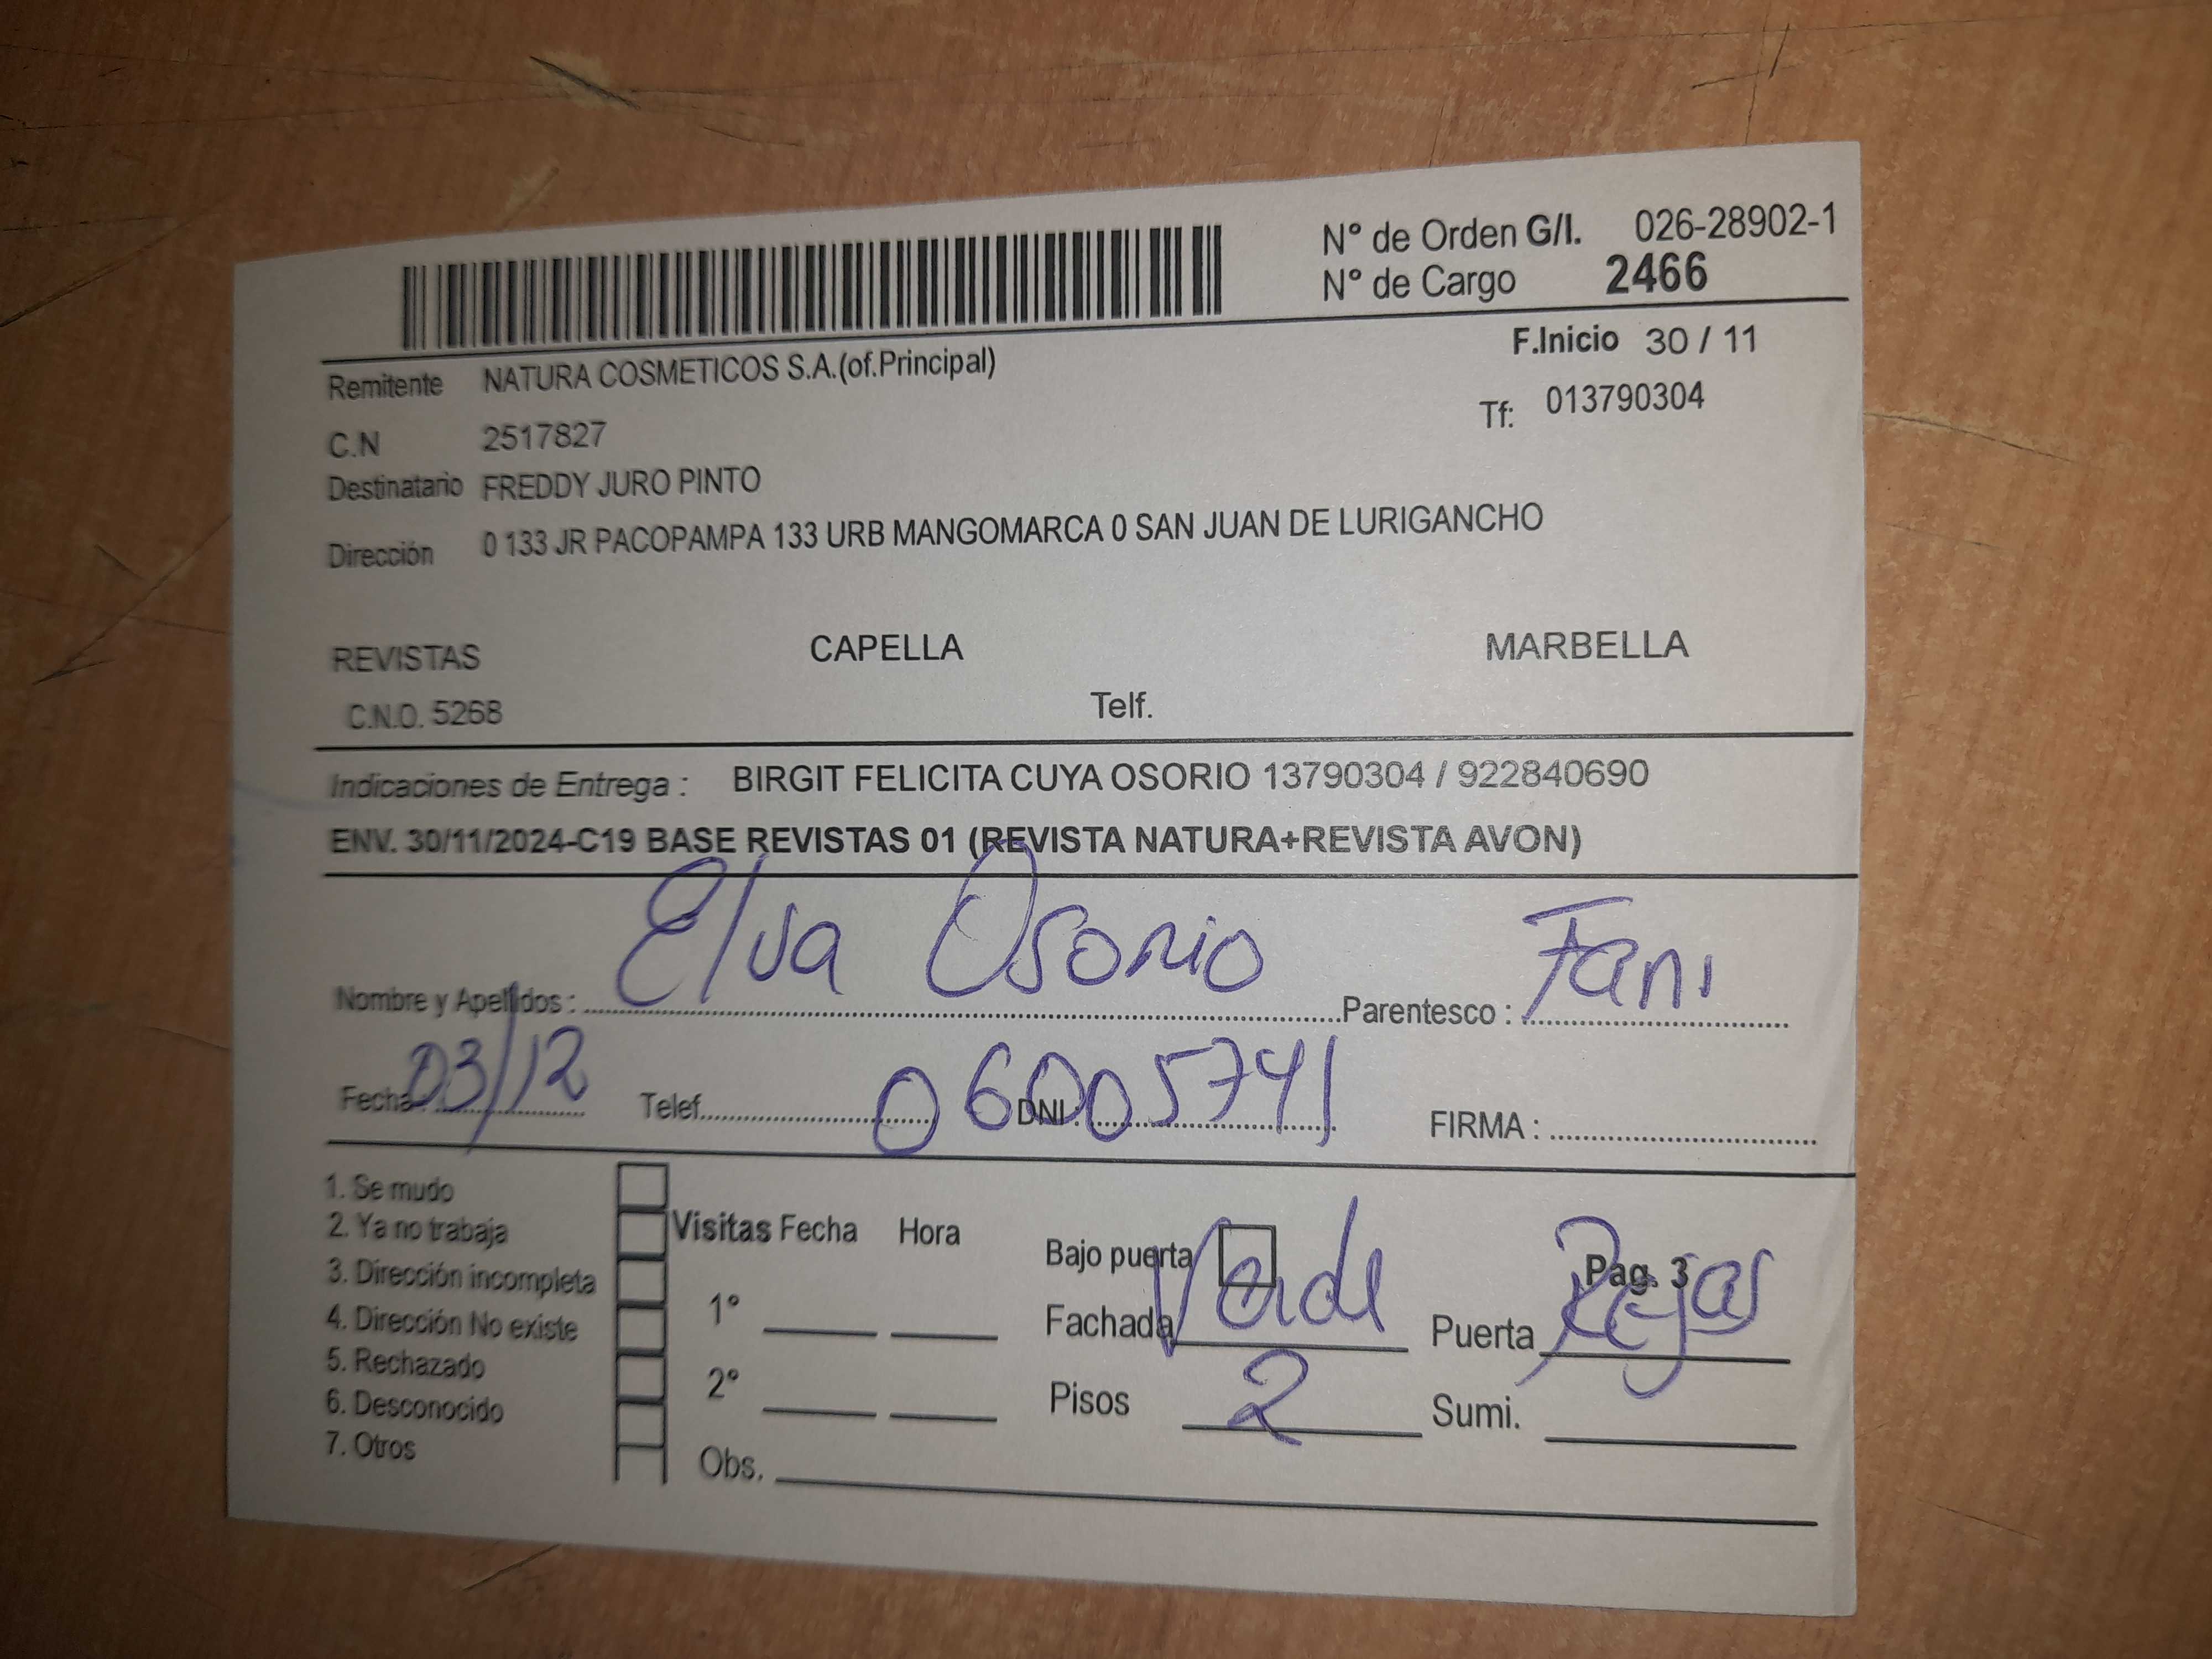 N° de Orden G/I. 026-28902-1
N° de Cargo 2466
F.Inicio 30 / 11
Remitente NATURA COSMETICOS S.A.(of.Principal)
Tf: 013790304
C.N 2517827
Destinatario FREDDY JURO PINTO
Dirección 0 133 JR PACOPAMPA 133 URB MANGOMARCA 0 SAN JUAN DE LURIGANCHO
REVISTAS CAPELLA MARBELLA
C.N.O. 5268 Telf.
Indicaciones de Entrega : BIRGIT FELICITA CUYA OSORIO 13790304 / 922840690
ENV. 30/11/2024-C19 BASE REVISTAS 01 (REVISTA NATURA+REVISTA AVON)
Nombre y Apellidos : Elva Osorio Parentesco : Fami
Fecha : 03/12 Telef. DNI : 06005741 FIRMA :
1. Se mudo
2. Ya no trabaja
3. Dirección incompleta
4. Dirección No existe
5. Rechazado
6. Desconocido
7. Otros
Visitas Fecha Hora
1°
2°
Obs.
Bajo puerta Pag. 3
Fachada Verde Puerta Rejas
Pisos 2 Sumi.